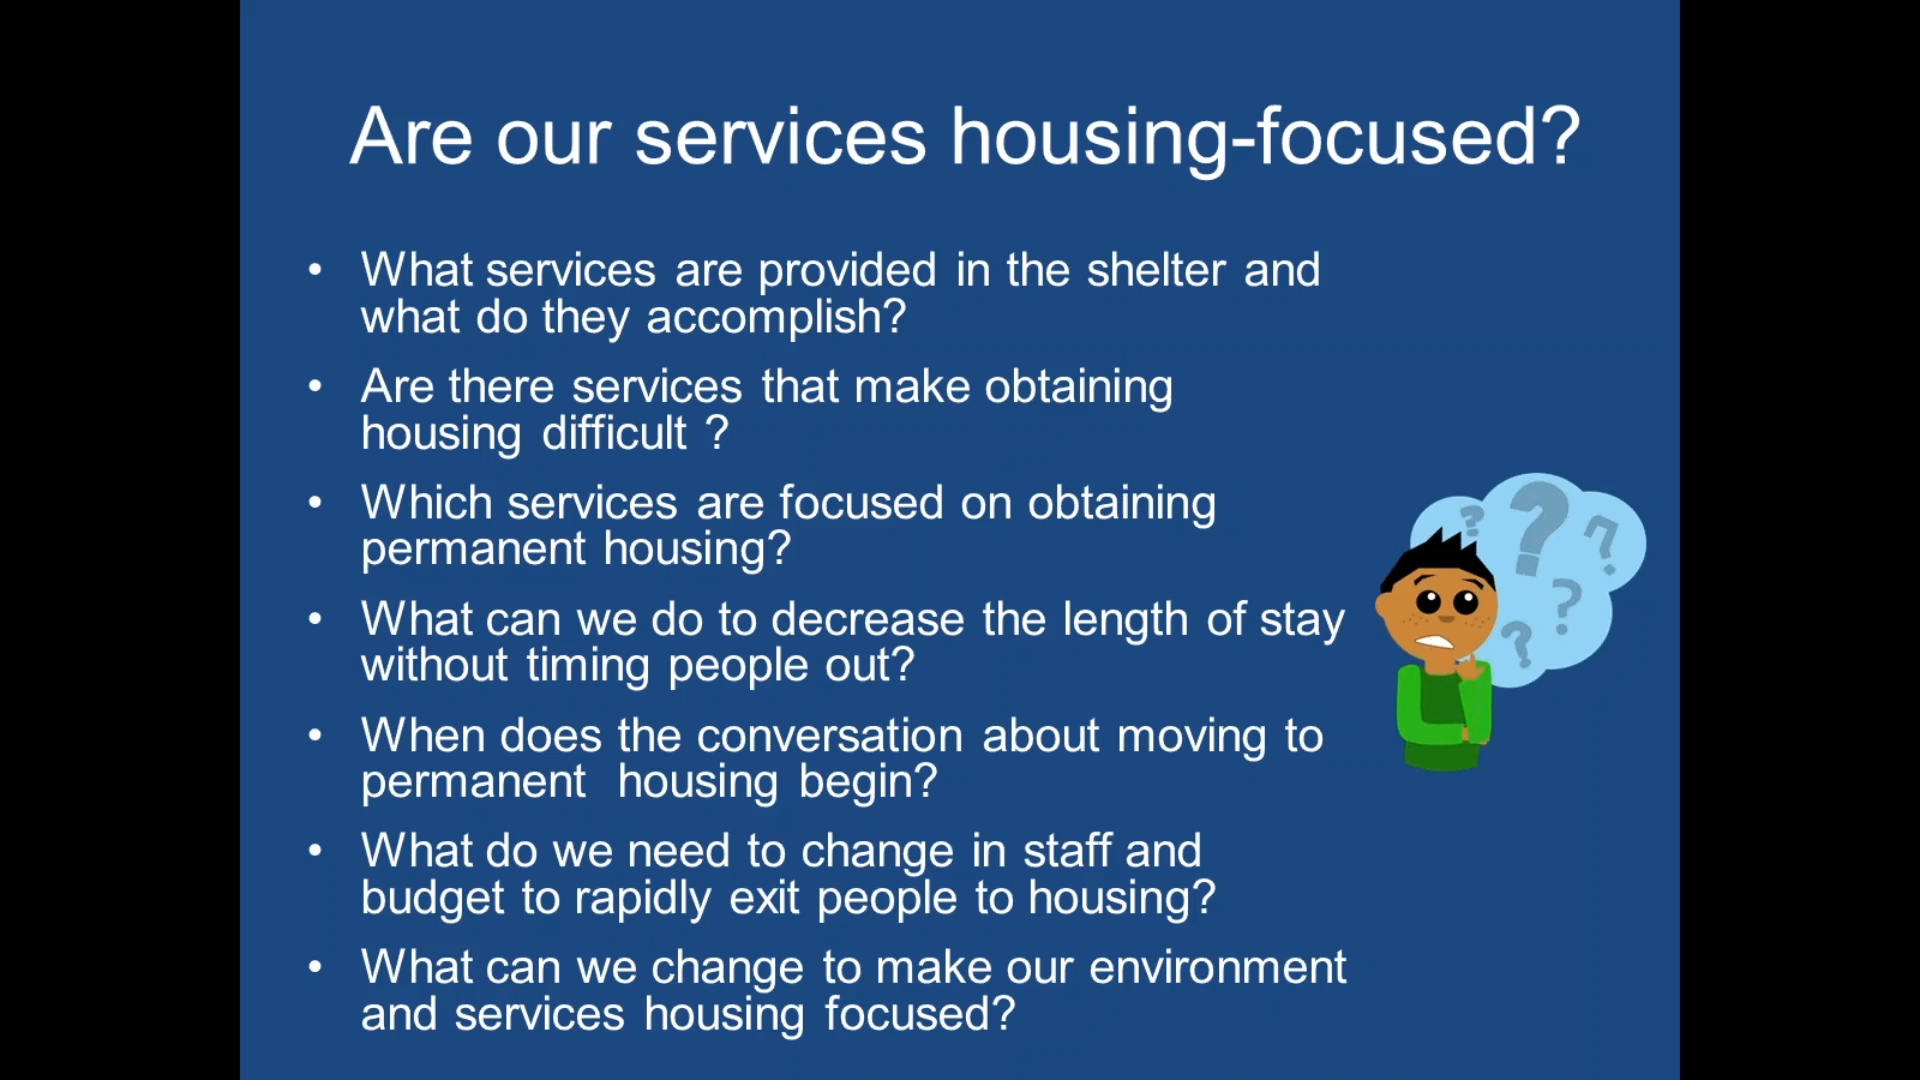 Are our services housing-focused?
• What services are provided in the shelter and
what do they accomplish?
• Are there services that make obtaining
housing difficult ?
• Which services are focused on obtaining
permanent housing?
• What can we do to decrease the length of stay
without timing people out?
• When does the conversation about moving to
permanent  housing begin?
• What do we need to change in staff and
budget to rapidly exit people to housing?
• What can we change to make our environment
and services housing focused?
? ? ? ? ?